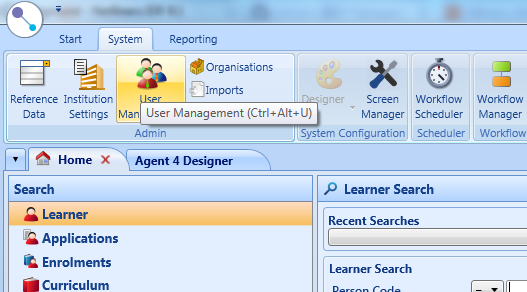 Start System Reporting
Reference Data
Institution Settings
User
Organisations
Imports
Designer
Screen Manager
Workflow Scheduler
Workflow Manager
User Management (Ctrl+Alt+U)
Admin System Configuration Scheduler Workflow
Home Agent 4 Designer
Search
Learner
Applications
Enrolments
Curriculum
Learner Search
Recent Searches
Learner Search
Person Code =